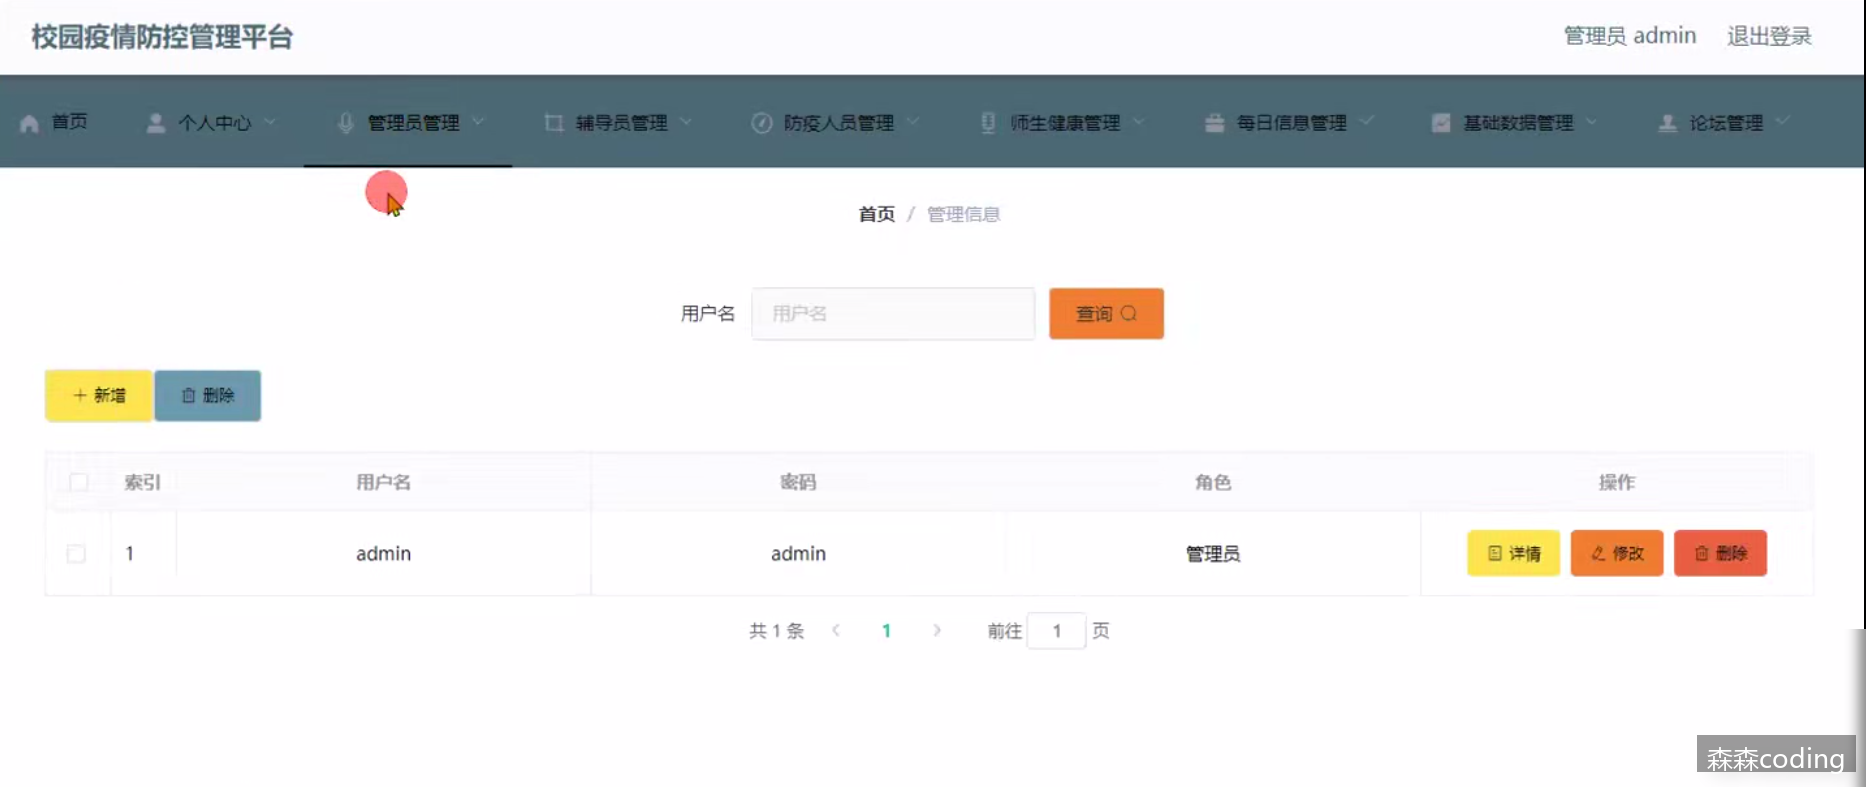 校园疫情防控管理平台 管理员 admin 退出登录
首页 个人中心 管理员管理 辅导员管理 防疫人员管理 师生健康管理 每日信息管理 基础数据管理 论坛管理
首页 / 管理信息
用户名 用户名 查询
+ 新增 删除
索引 用户名 密码 角色 操作
1 admin admin 管理员 详情 修改 删除
共 1 条 < 1 > 前往 1 页
森森coding